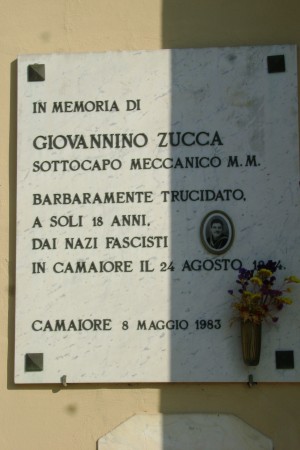 IN MEMORIA DI
GIOVANNINO ZUCCA
SOTTOCAPO MECCANICO M.M.
BARBARAMENTE TRUCIDATO,
A SOLI 18 ANNI,
DAI NAZI FASCISTI
IN CAMAIORE IL 24 AGOSTO
CAMAIORE 8 MAGGIO 1983